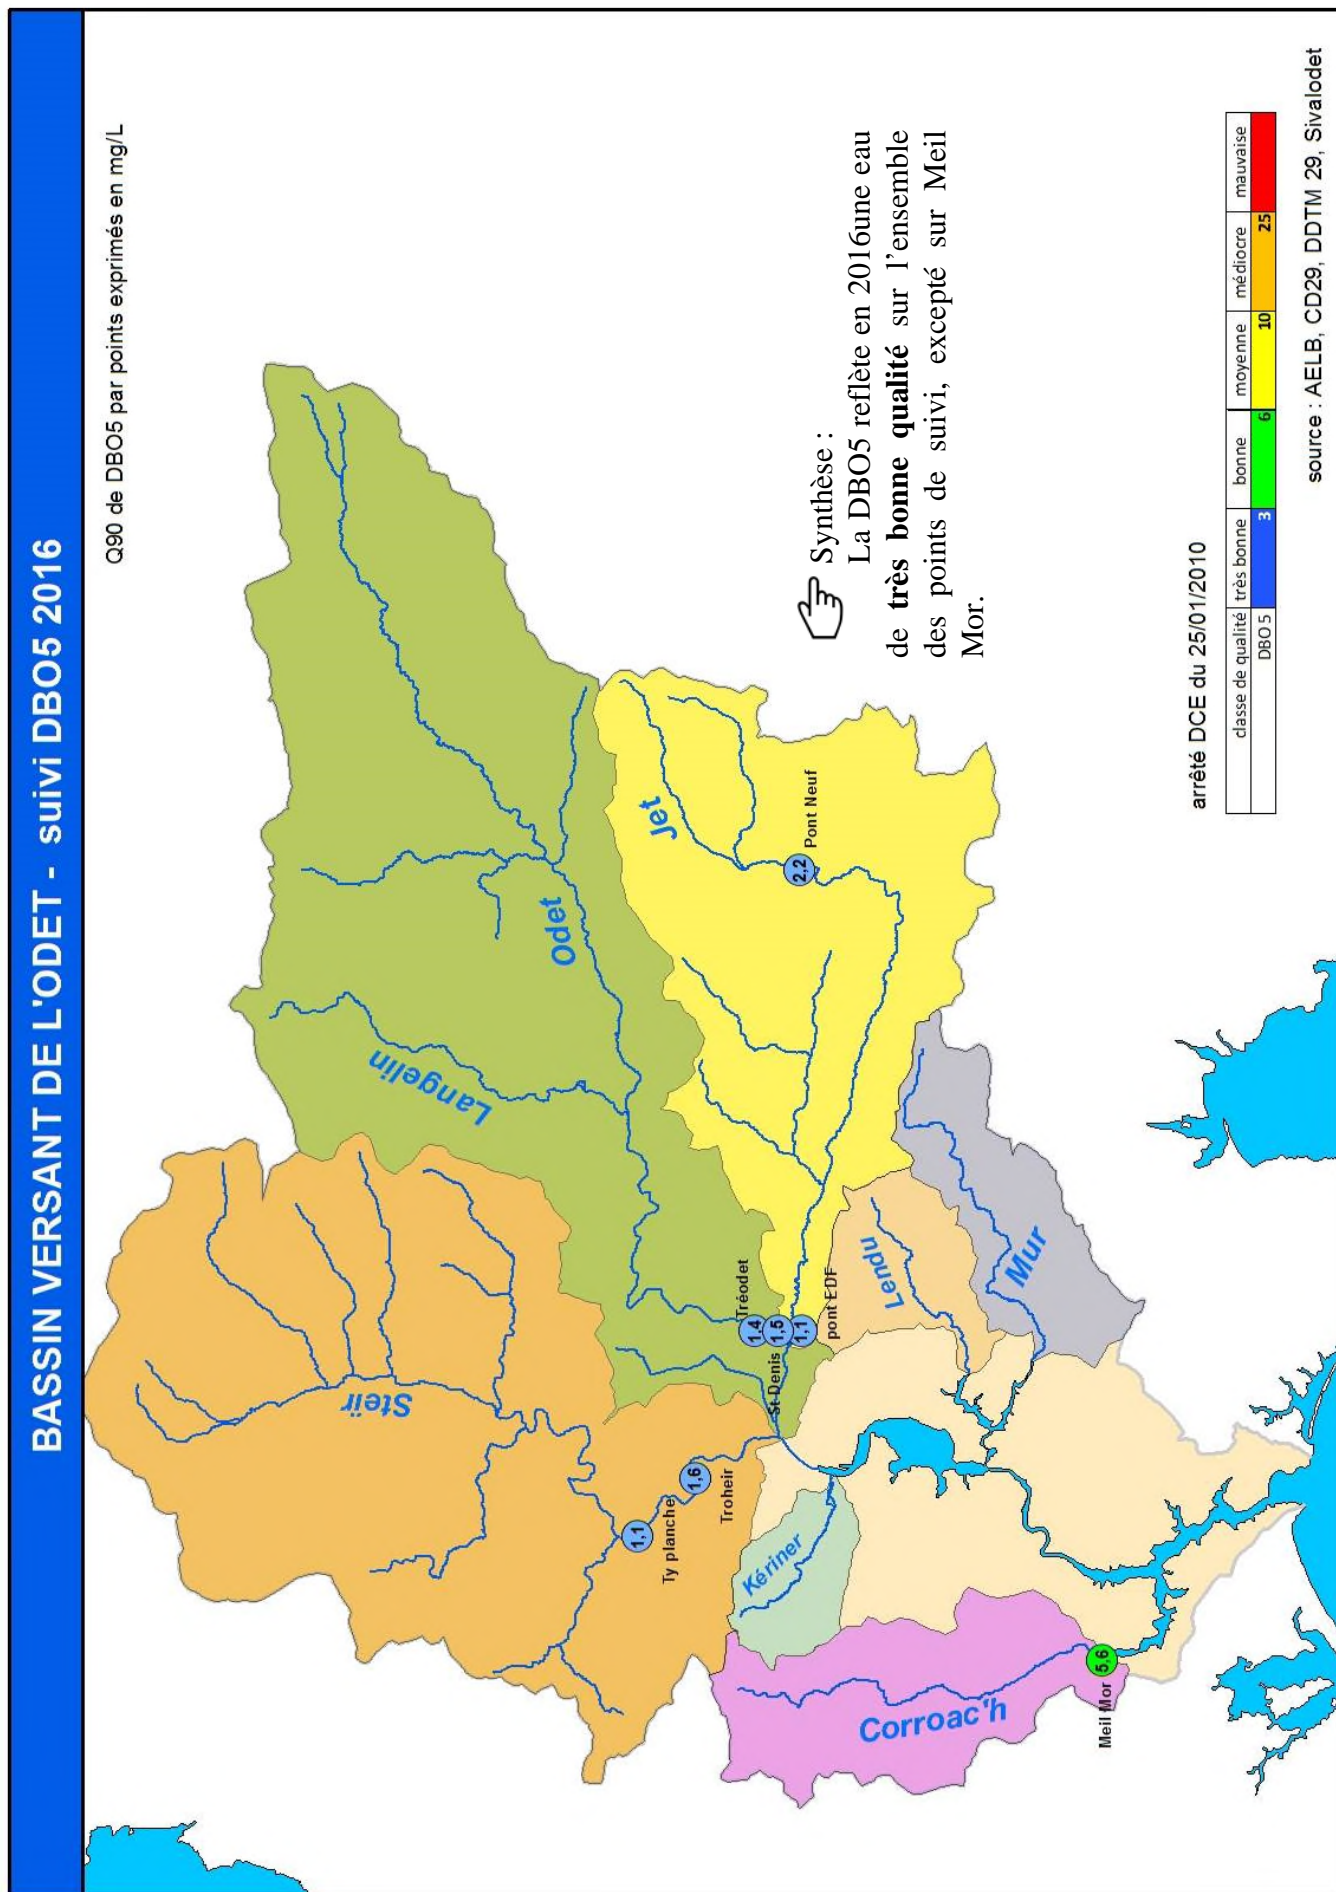 BASSIN VERSANT DE L'ODET - suivi DBO5 2016
Q90 de DBO5 par points exprimés en mg/L
Steïr
Langelin
Odet
Jet
Ty planche
1,1
Troheir
1,6
Tréodet
1,4
St Denis
1,5
1,1
pont EDF
2,2
Pont Neuf
Kériner
Lendu
Mur
Corroac'h
Meil Mor
5,6
Synthèse :
La DBO5 reflète en 2016une eau
de très bonne qualité sur l'ensemble
des points de suivi, excepté sur Meil
Mor.
arrêté DCE du 25/01/2010
classe de qualité très bonne bonne moyenne médiocre mauvaise
DBO5 3 6 10 25
source : AELB, CD29, DDTM 29, Sivalodet